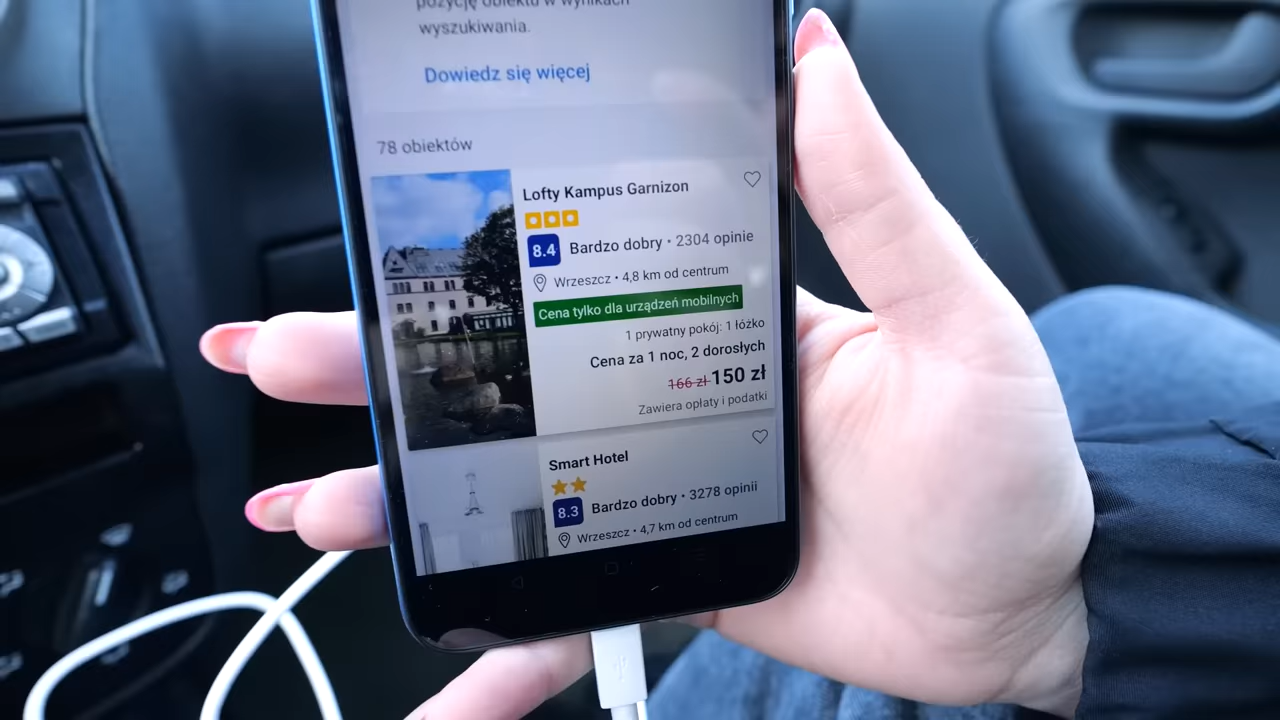 pozycję obiektu w wynikach
wyszukiwania.
Dowiedz się więcej
78 obiektów
Lofty Kampus Garnizon
8.4 Bardzo dobry • 2304 opinie
Wrzeszcz • 4,8 km od centrum
Cena tylko dla urządzeń mobilnych
1 prywatny pokój: 1 łóżko
Cena za 1 noc, 2 dorosłych
166 zł 150 zł
Zawiera opłaty i podatki
Smart Hotel
8.3 Bardzo dobry • 3278 opinii
Wrzeszcz • 4,7 km od centrum